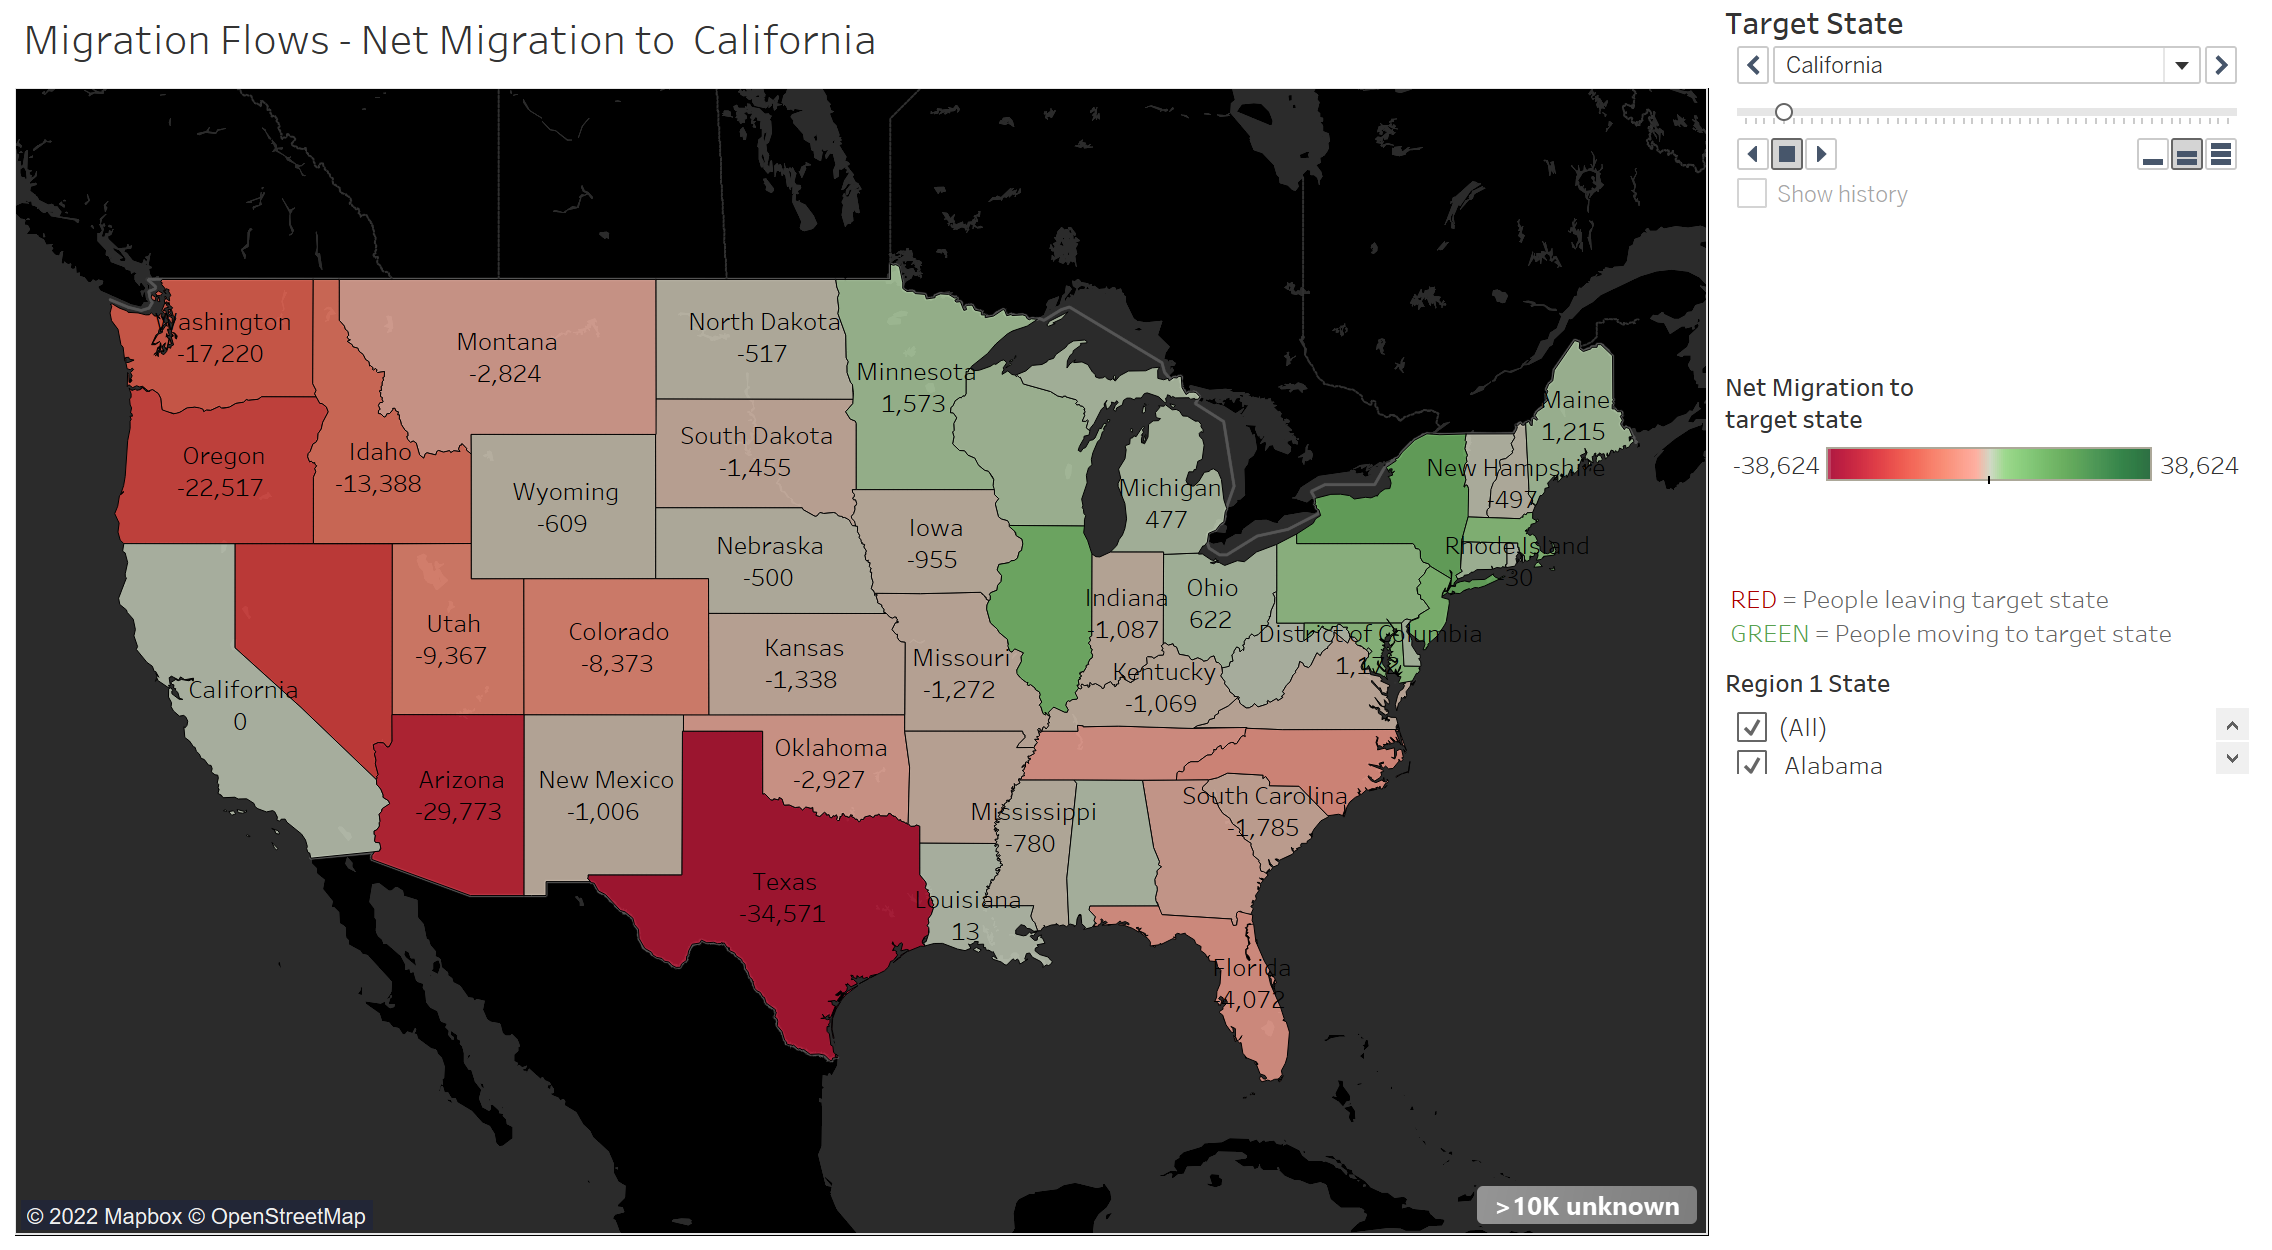 Migration Flows - Net Migration to California
Target State
California
Show history
Net Migration to
target state
-38,624
38,624
RED = People leaving target state
GREEN = People moving to target state
Region 1 State
(All)
Alabama
ashington
-17,220
Montana
-2,824
North Dakota
-517
Minnesota
1,573
Maine
1,215
Oregon
-22,517
Idaho
-13,388
Wyoming
-609
South Dakota
-1,455
Michigan
477
New Hampshire
-497
Nebraska
-500
Iowa
-955
Rhode Island
-30
Utah
-9,367
Colorado
-8,373
Kansas
-1,338
Missouri
-1,272
Indiana
-1,087
Ohio
622
District of Columbia
Kentucky
-1,069
California
0
Arizona
-29,773
New Mexico
-1,006
Oklahoma
-2,927
Mississippi
-780
South Carolina
-1,785
Texas
-34,571
Louisiana
13
Florida
-4,072
© 2022 Mapbox © OpenStreetMap
>10K unknown